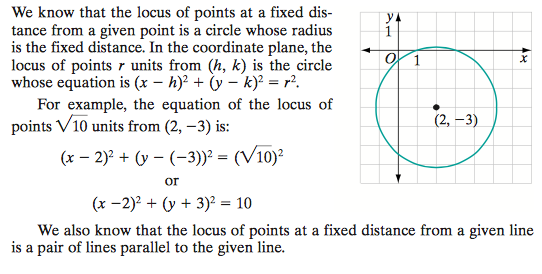 We know that the locus of points at a fixed dis-
tance from a given point is a circle whose radius
is the fixed distance. In the coordinate plane, the
locus of points r units from (h, k) is the circle
whose equation is (x − h)² + (y − k)² = r².
For example, the equation of the locus of
points √10 units from (2, −3) is:
(x − 2)² + (y − (−3))² = (√10)²
or
(x −2)² + (y + 3)² = 10
y
1
O
1
x
(2, −3)
We also know that the locus of points at a fixed distance from a given line
is a pair of lines parallel to the given line.